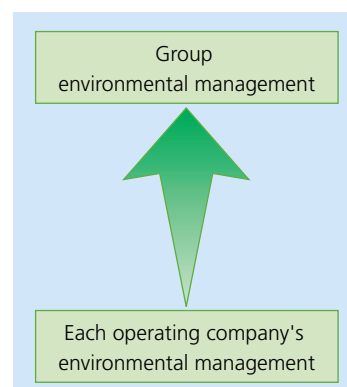 Group
environmental management
Each operating company's
environmental management